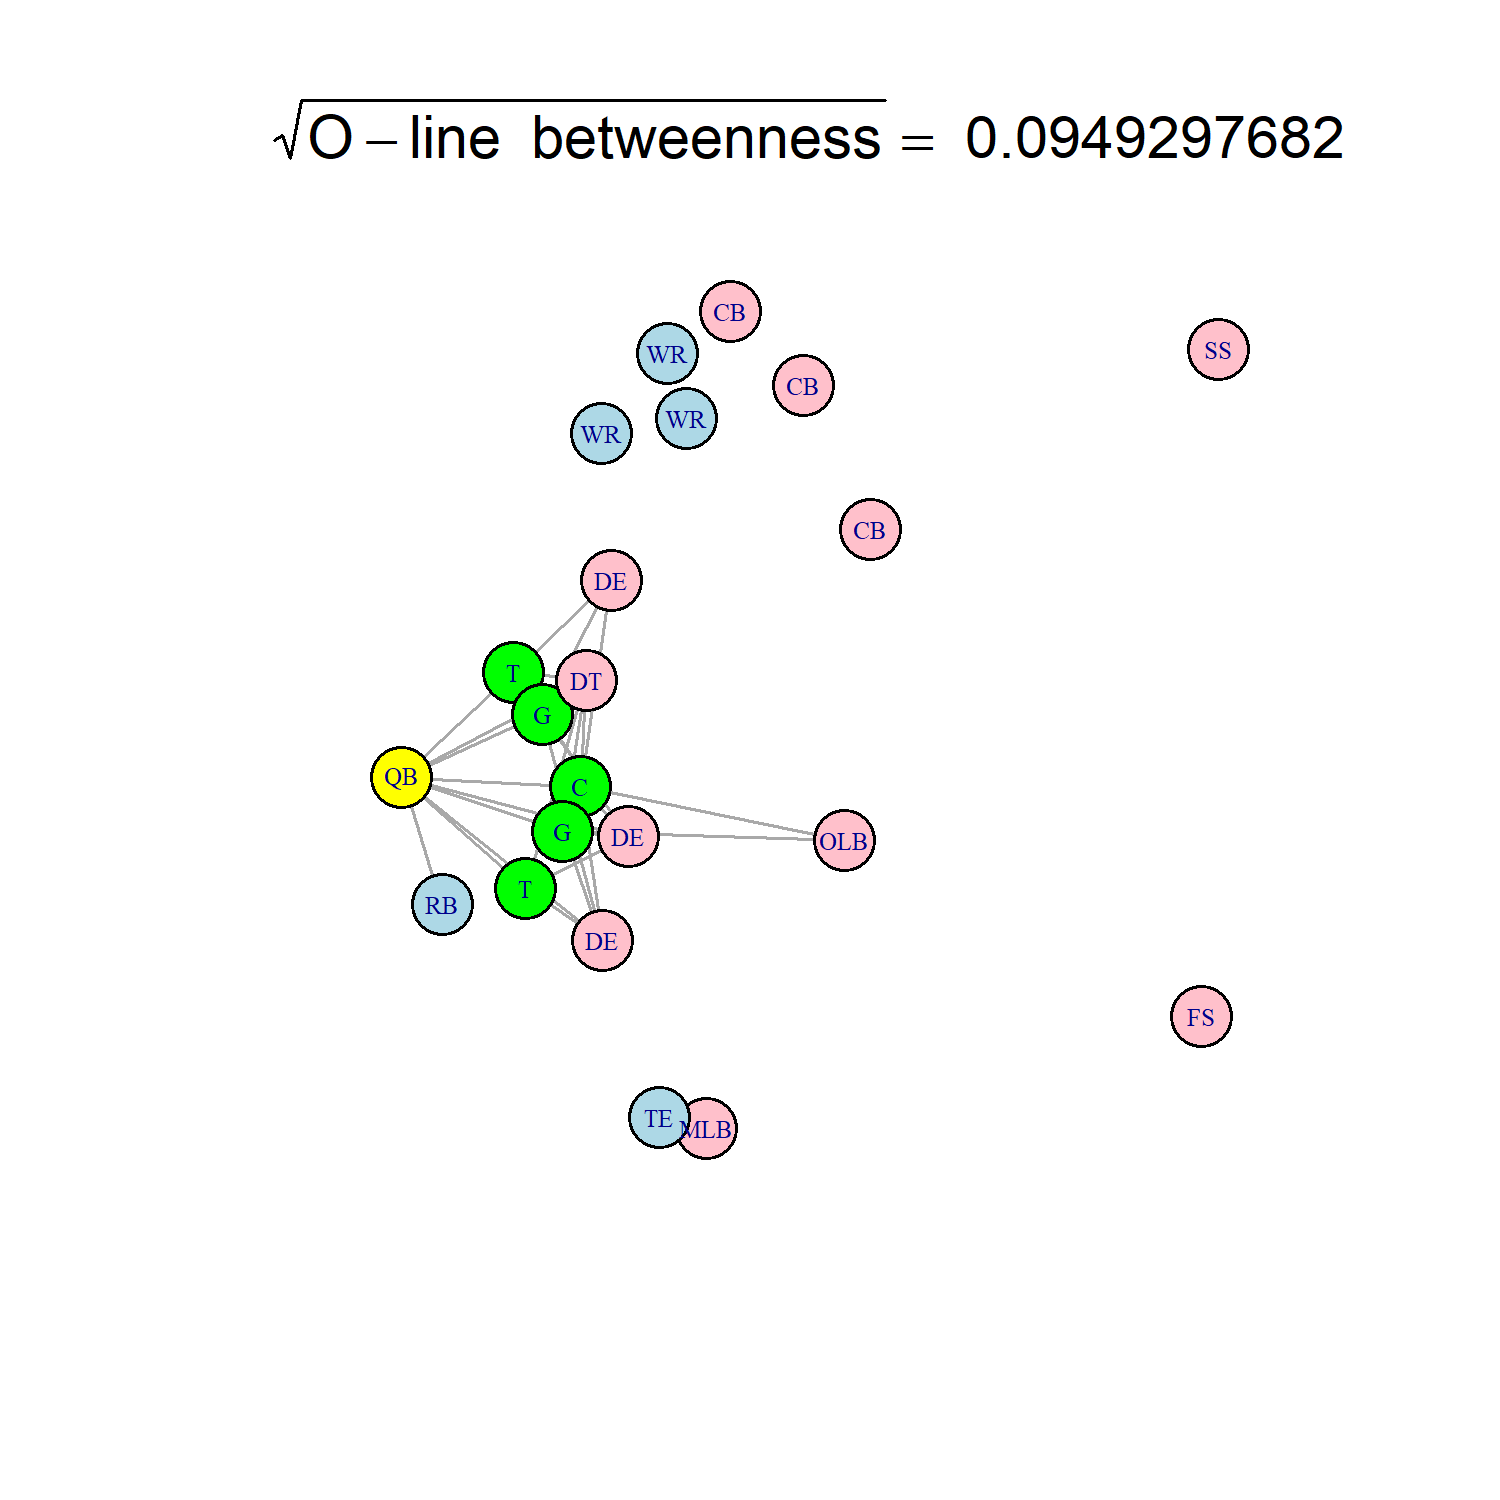 √O – line betweenness = 0.0949297682
CB
SS
WR
CB
WR
WR
CB
DE
T
DT
G
QB
C
G
DE
OLB
T
RB
DE
FS
TE
MLB